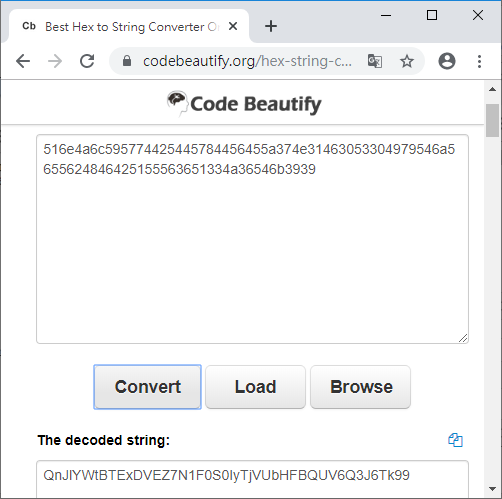 Cb Best Hex to String Converter O
codebeautify.org/hex-string-c...
Code Beautify
516e4a6c595774425445784456455a374e31463053304979546a5
655624846425155563651334a36546b3939
Convert Load Browse
The decoded string:
QnJlYWtBTExDVEZ7N1F0S0IyTjVUbHFBQUV6Q3J6Tk99